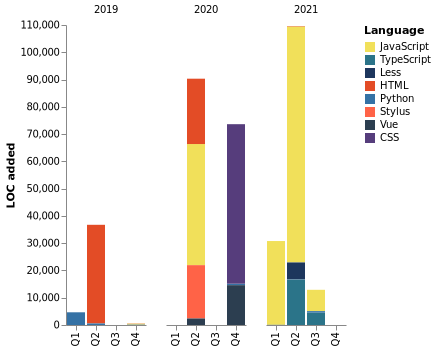 2019 2020 2021
Language
JavaScript
TypeScript
Less
HTML
Python
Stylus
Vue
CSS
LOC added
110,000
100,000
90,000
80,000
70,000
60,000
50,000
40,000
30,000
20,000
10,000
0
Q1 Q2 Q3 Q4 Q1 Q2 Q3 Q4 Q1 Q2 Q3 Q4